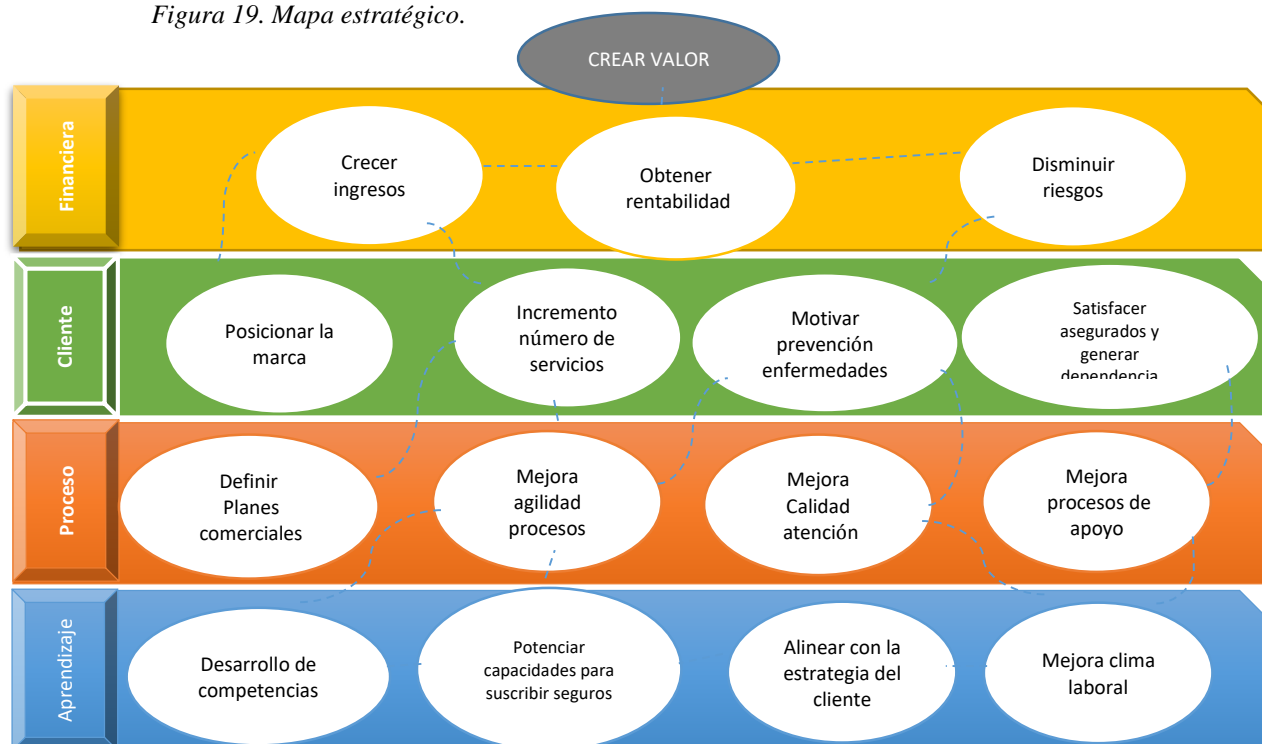 Figura 19. Mapa estratégico.
CREAR VALOR
Financiera
Crecer
ingresos
Obtener
rentabilidad
Disminuir
riesgos
Cliente
Posicionar la
marca
Incremento
número de
servicios
Motivar
prevención
enfermedades
Satisfacer
asegurados y
generar
dependencia
Proceso
Definir
Planes
comerciales
Mejora
agilidad
procesos
Mejora
Calidad
atención
Mejora
procesos de
apoyo
Aprendizaje
Desarrollo de
competencias
Potenciar
capacidades para
suscribir seguros
Alinear con la
estrategia del
cliente
Mejora clima
laboral